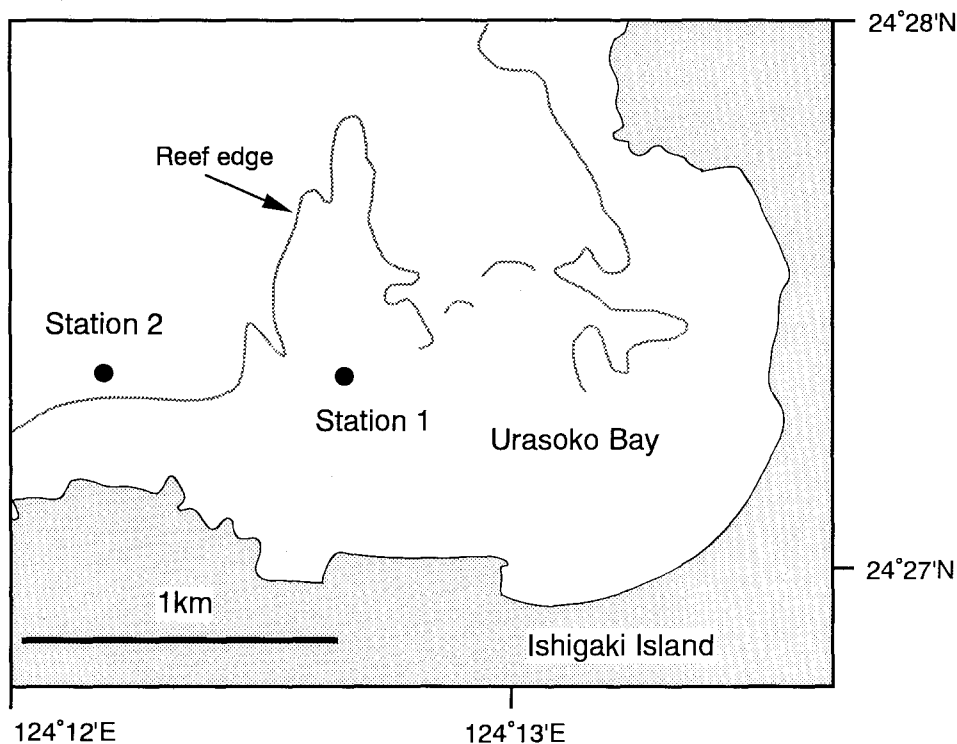 24°28'N
Reef edge
Station 2
Station 1
Urasoko Bay
24°27'N
1km
Ishigaki Island
124°12'E
124°13'E